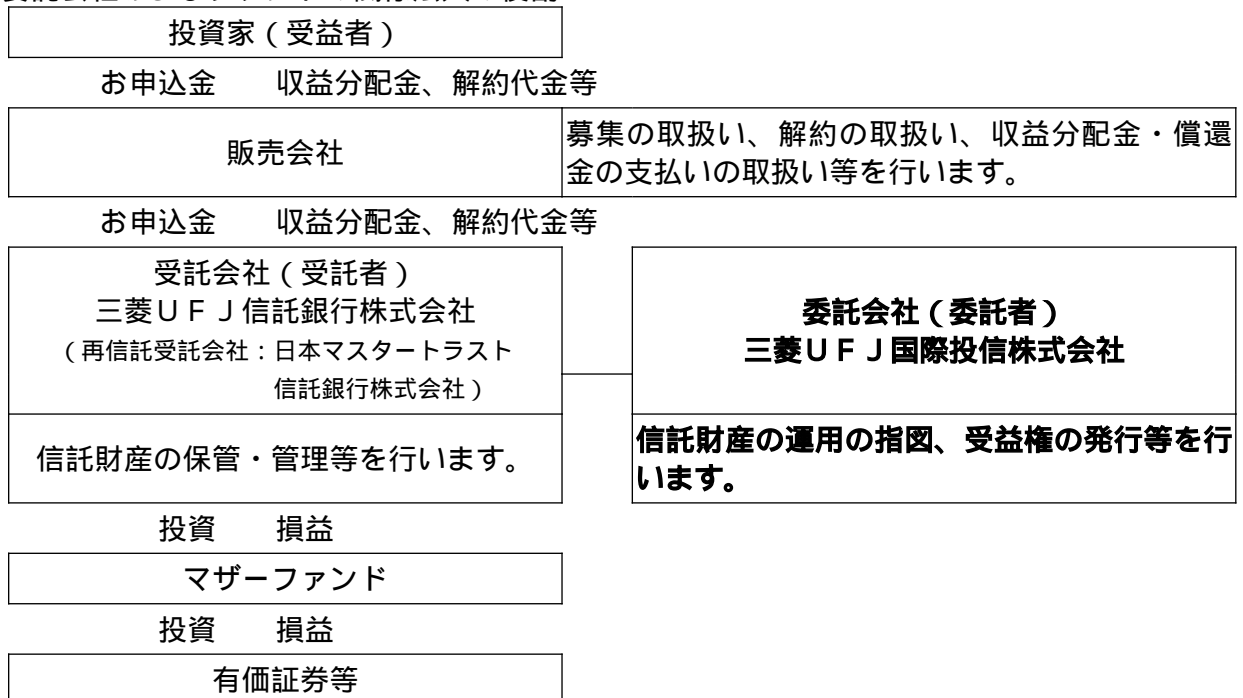 投資家（受益者）
お申込金　　収益分配金、解約代金等
販売会社
募集の取扱い、解約の取扱い、収益分配金・償還
金の支払いの取扱い等を行います。
お申込金　　収益分配金、解約代金等
受託会社（受託者）
三菱ＵＦＪ信託銀行株式会社
（再信託受託会社：日本マスタートラスト
信託銀行株式会社）
委託会社（委託者）
三菱ＵＦＪ国際投信株式会社
信託財産の保管・管理等を行います。
信託財産の運用の指図、受益権の発行等を行
います。
投資　　損益
マザーファンド
投資　　損益
有価証券等